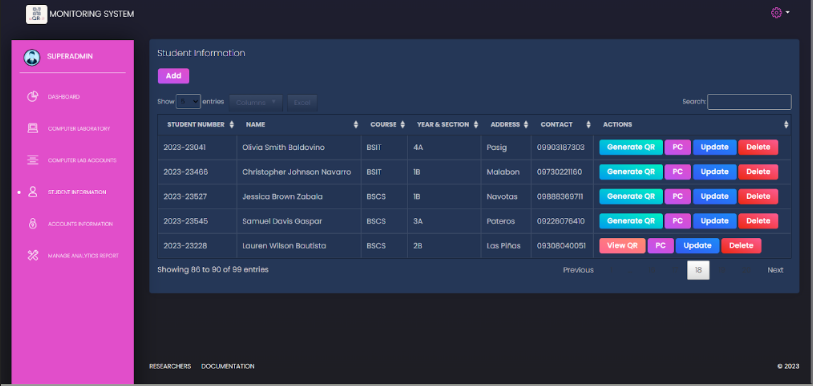 MONITORING SYSTEM
SUPERADMIN
DASHBOARD
COMPUTER LABORATORY
COMPUTER LAB ACCOUNTS
STUDENT INFORMATION
ACCOUNTS INFORMATION
MANAGE ANALYTICS REPORT
Student Information
Add
Show 5 entries Columns Excel Search:
STUDENT NUMBER NAME COURSE YEAR & SECTION ADDRESS CONTACT ACTIONS
2023-23041 Olivia Smith Baldovino BSIT 4A Pasig 09903187303 Generate QR PC Update Delete
2023-23466 Christopher Johnson Navarro BSIT 1B Malabon 09730221160 Generate QR PC Update Delete
2023-23527 Jessica Brown Zabala BSCS 1B Navotas 09888369711 Generate QR PC Update Delete
2023-23545 Samuel Davis Gaspar BSCS 3A Pateros 09226076410 Generate QR PC Update Delete
2023-23228 Lauren Wilson Bautista BSCS 2B Las Piñas 09308040051 View QR PC Update Delete
Showing 86 to 90 of 99 entries Previous 18 Next
RESEARCHERS DOCUMENTATION © 2023